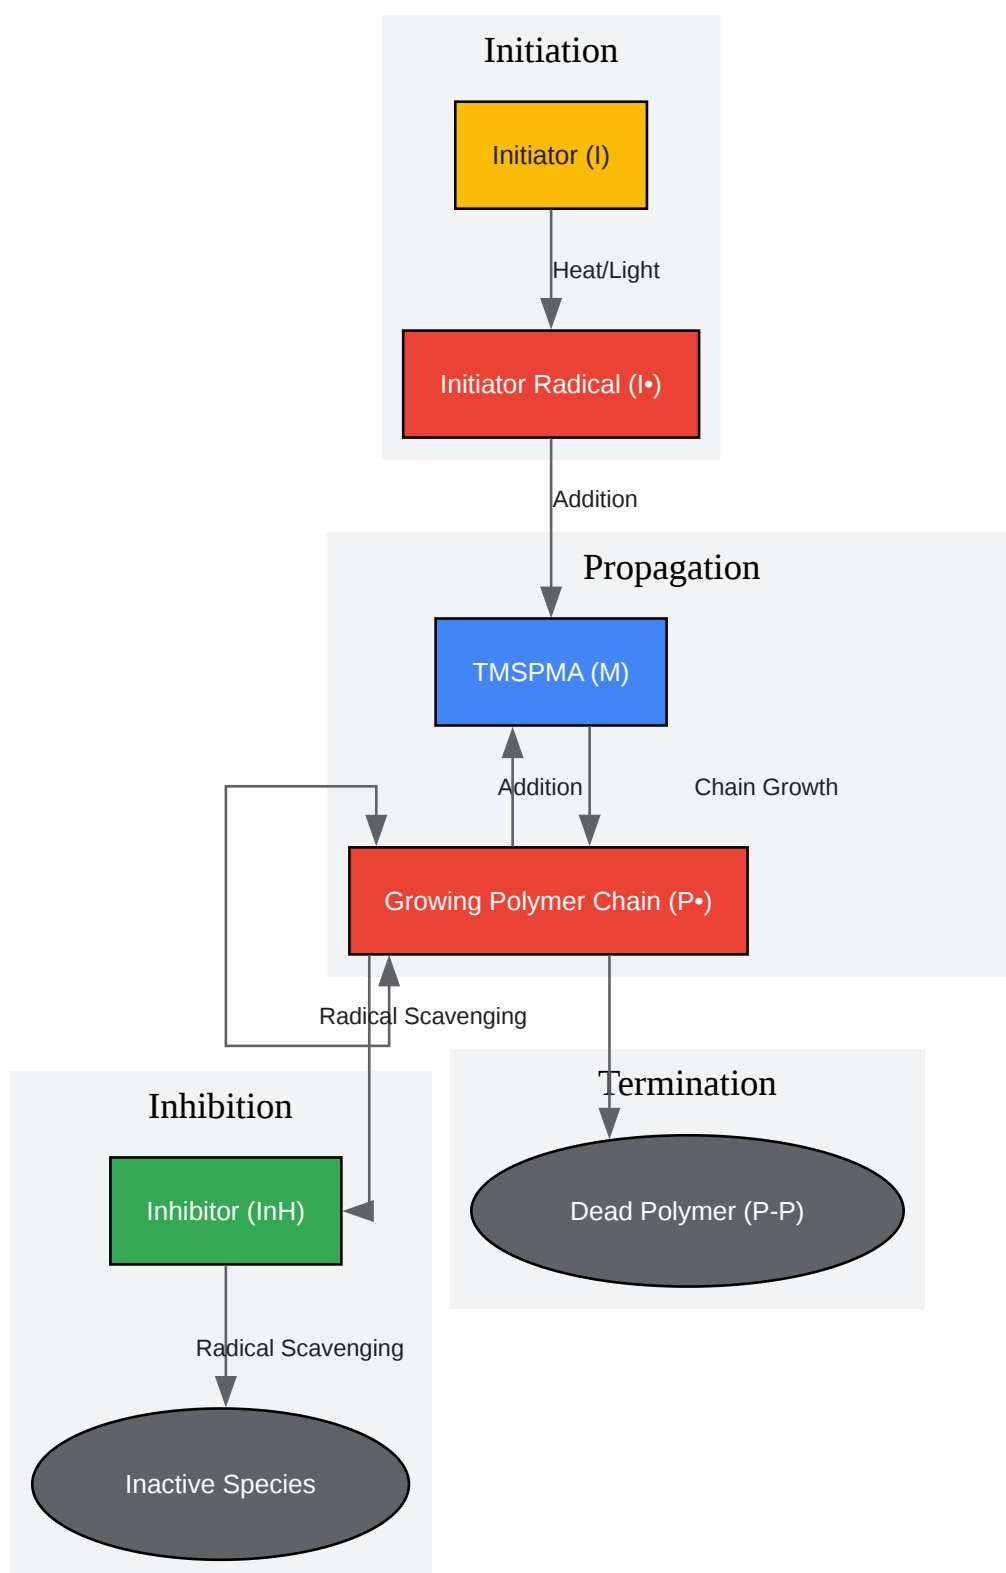 Initiation
Initiator (I)
Heat/Light
Initiator Radical (I•)
Addition
Propagation
TMSPMA (M)
Addition
Chain Growth
Growing Polymer Chain (P•)
Radical Scavenging
Termination
Inhibition
Inhibitor (InH)
Dead Polymer (P-P)
Radical Scavenging
Inactive Species